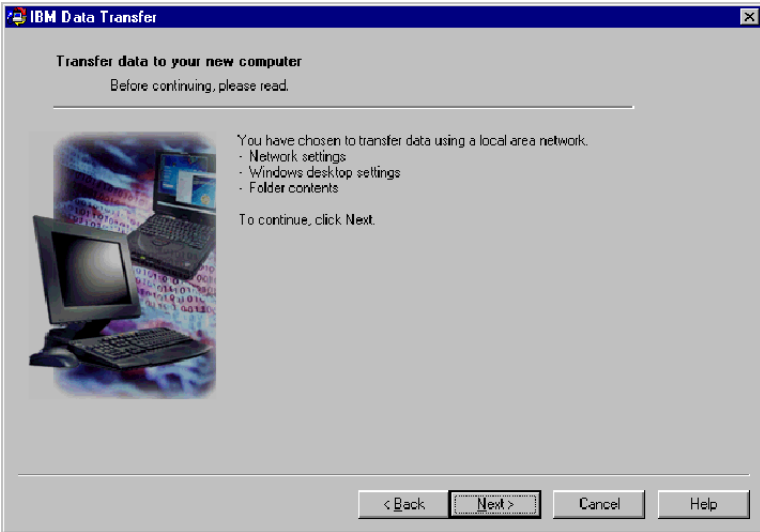 IBM Data Transfer
Transfer data to your new computer
Before continuing, please read.
You have chosen to transfer data using a local area network.
- Network settings
- Windows desktop settings
- Folder contents
To continue, click Next.
< Back Next > Cancel Help